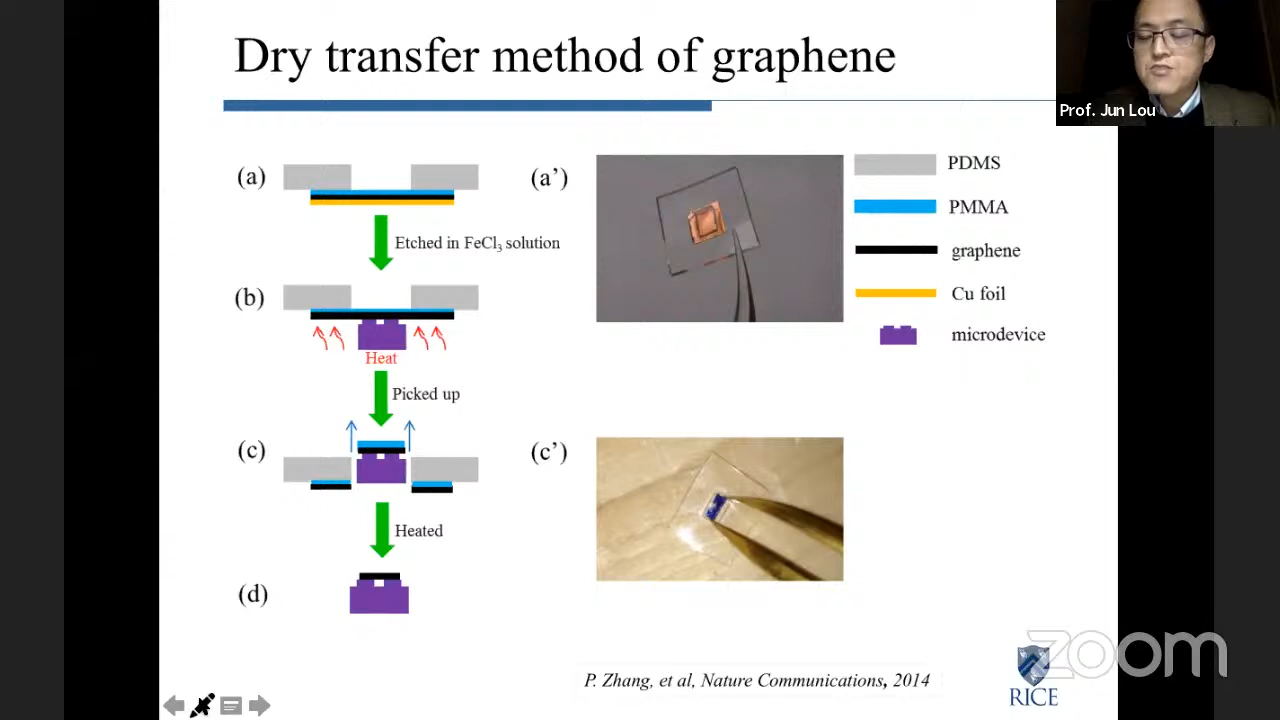 Dry transfer method of graphene
Prof. Jun Lou
(a)
(a’)
PDMS
PMMA
Etched in FeCl3 solution
graphene
(b)
Cu foil
microdevice
Heat
Picked up
(c)
(c’)
Heated
(d)
zoom
P. Zhang, et al, Nature Communications, 2014
RICE